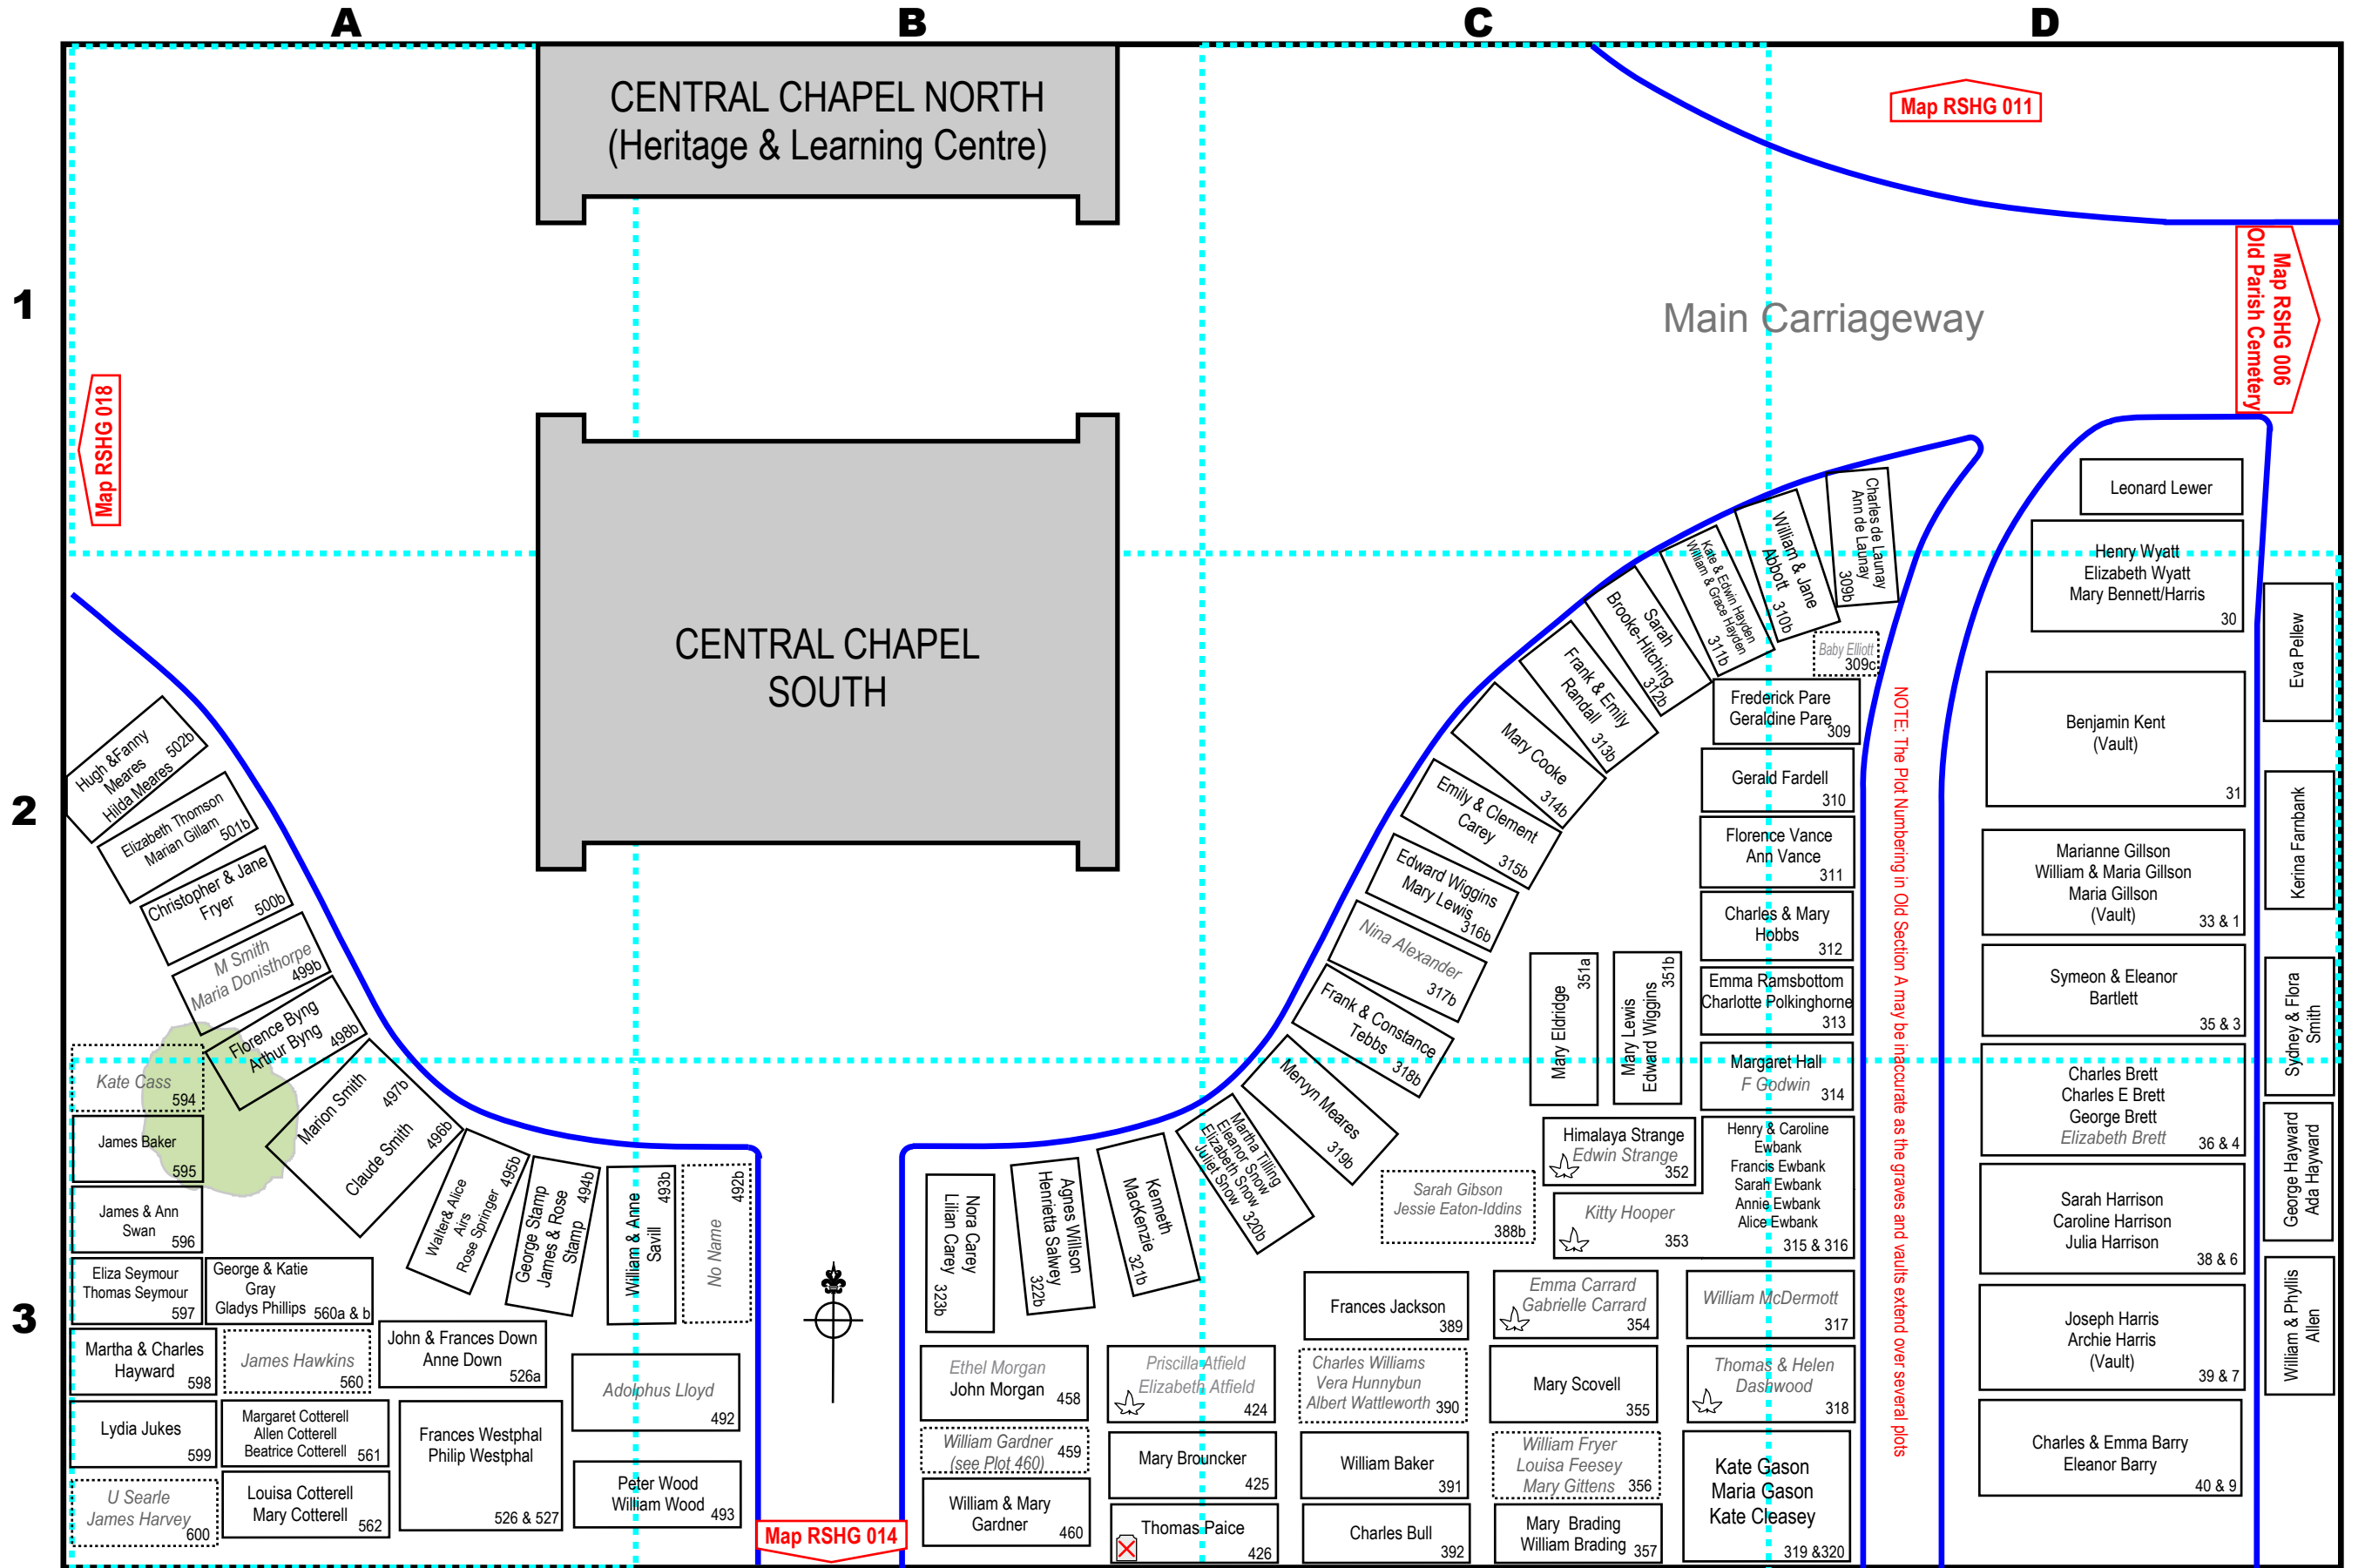 A
B
C
D
1
2
3
CENTRAL CHAPEL NORTH
(Heritage & Learning Centre)
CENTRAL CHAPEL
SOUTH
Map RSHG 011
Map RSHG 006
Old Parish Cemetery
Main Carriageway
Map RSHG 018
Map RSHG 014
NOTE: The Plot Numbering in Old Section A may be inaccurate as the graves and vaults extend over several plots
Hugh &Fanny
Meares
Hilda Meares
502b
Elizabeth Thomson
Marian Gillam
501b
Christopher & Jane
Fryer
500b
M Smith
Maria Donisthorpe
499b
Florence Byng
Arthur Byng
498b
Marion Smith
497b
Claude Smith
496b
Walter& Alice
Airs
Rose Springer
495b
George Stamp
James & Rose
Stamp
494b
William & Anne
Savill
493b
No Name
492b
Kate Cass
594
James Baker
595
James & Ann
Swan
596
Eliza Seymour
Thomas Seymour
597
George & Katie
Gray
Gladys Phillips
560a & b
Martha & Charles
Hayward
598
James Hawkins
560
John & Frances Down
Anne Down
526a
Adolphus Lloyd
492
Lydia Jukes
599
Margaret Cotterell
Allen Cotterell
Beatrice Cotterell
561
Frances Westphal
Philip Westphal
526 & 527
U Searle
James Harvey
600
Louisa Cotterell
Mary Cotterell
562
Peter Wood
William Wood
493
Nora Carey
Lilian Carey
323b
Agnes Willson
Henrietta Salwey
322b
Kenneth
MacKenzie
321b
Martha Tilling
Eleanor Snow
Elizabeth Snow
Juliet Snow
320b
Mervyn Meares
319b
Frank & Constance
Tebbs
318b
Nina Alexander
317b
Edward Wiggins
Mary Lewis
316b
Emily & Clement
Carey
315b
Mary Cooke
314b
Frank & Emily
Randall
313b
Sarah
Brooke-Hitching
312b
Kate & Edwin Hayden
William & Grace Hayden
311b
William & Jane
Abbott
310b
Charles de Launay
Ann de Launay
309b
Baby Elliott
309c
Frederick Pare
Geraldine Pare
309
Gerald Fardell
310
Florence Vance
Ann Vance
311
Charles & Mary
Hobbs
312
Emma Ramsbottom
Charlotte Polkinghorne
313
Margaret Hall
F Godwin
314
Henry & Caroline
Ewbank
Francis Ewbank
Sarah Ewbank
Annie Ewbank
Alice Ewbank
315 & 316
Mary Eldridge
351a
Mary Lewis
Edward Wiggins
351b
Himalaya Strange
Edwin Strange
352
Kitty Hooper
353
Sarah Gibson
Jessie Eaton-Iddins
388b
Frances Jackson
389
Emma Carrard
Gabrielle Carrard
354
William McDermott
317
Ethel Morgan
John Morgan
458
Priscilla Atfield
Elizabeth Atfield
424
Charles Williams
Vera Hunnybun
Albert Wattleworth
390
Mary Scovell
355
Thomas & Helen
Dashwood
318
William Gardner
(see Plot 460)
459
Mary Brouncker
425
William Baker
391
William Fryer
Louisa Feesey
Mary Gittens
356
Kate Gason
Maria Gason
Kate Cleasey
319 &320
William & Mary
Gardner
460
Thomas Paice
426
Charles Bull
392
Mary Brading
William Brading
357
Leonard Lewer
Henry Wyatt
Elizabeth Wyatt
Mary Bennett/Harris
30
Benjamin Kent
(Vault)
31
Marianne Gillson
William & Maria Gillson
Maria Gillson
(Vault)
33 & 1
Symeon & Eleanor
Bartlett
35 & 3
Charles Brett
Charles E Brett
George Brett
Elizabeth Brett
36 & 4
Sarah Harrison
Caroline Harrison
Julia Harrison
38 & 6
Joseph Harris
Archie Harris
(Vault)
39 & 7
Charles & Emma Barry
Eleanor Barry
40 & 9
Eva Pellew
Kerina Farnbank
Sydney & Flora
Smith
George Hayward
Ada Hayward
William & Phyllis
Allen